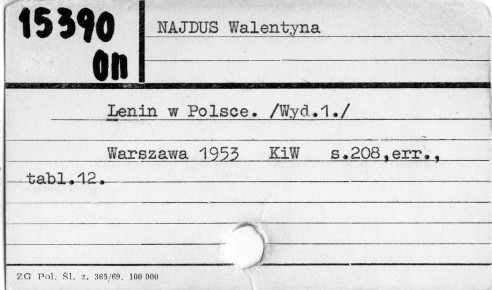 15390
On
NAJDUS Walentyna
Lenin w Polsce. /Wyd.1./
Warszawa 1953 KiW s.208,err.,
tabl.12.
ZG Pol. Śl. z. 365/69. 100 000